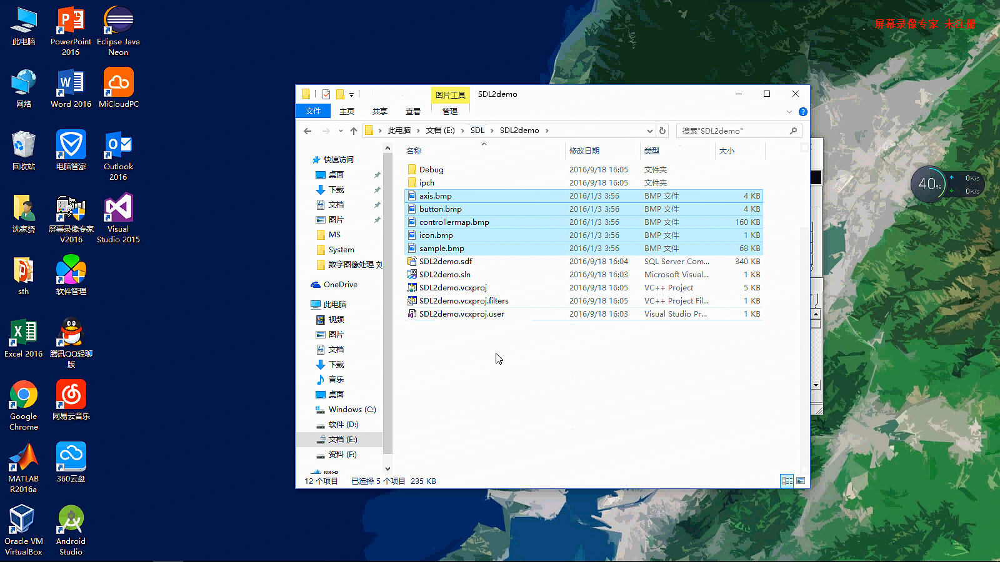 此电脑
PowerPoint 2016
Eclipse Java Neon
网络
Word 2016
MiCloudPC
回收站
电脑管家
Outlook 2016
沈家赟
屏幕录像专家 V2016
Visual Studio 2015
sth
软件管理
Excel 2016
腾讯QQ轻聊版
Google Chrome
网易云音乐
MATLAB R2016a
360云盘
Oracle VM VirtualBox
Android Studio
屏幕录像专家 未注册
40%
0K/s
0K/s
图片工具
SDL2demo
文件
主页
共享
查看
管理
此电脑 > 文档 (E:) > SDL > SDL2demo >
搜索"SDL2demo"
快速访问
桌面
下载
文档
图片
MS
System
数字图像处理 刘
OneDrive
此电脑
视频
图片
文档
下载
音乐
桌面
Windows (C:)
软件 (D:)
文档 (E:)
资料 (F:)
网络
名称 修改日期 类型 大小
Debug 2016/9/18 16:05 文件夹
ipch 2016/9/18 16:05 文件夹
axis.bmp 2016/1/3 3:56 BMP 文件 4 KB
button.bmp 2016/1/3 3:56 BMP 文件 4 KB
controllermap.bmp 2016/1/3 3:56 BMP 文件 160 KB
icon.bmp 2016/1/3 3:56 BMP 文件 1 KB
sample.bmp 2016/1/3 3:56 BMP 文件 68 KB
SDL2demo.sdf 2016/9/18 16:04 SQL Server Com... 340 KB
SDL2demo.sln 2016/9/18 16:03 Microsoft Visual... 1 KB
SDL2demo.vcxproj 2016/9/18 16:05 VC++ Project 5 KB
SDL2demo.vcxproj.filters 2016/9/18 16:05 VC++ Project Fil... 1 KB
SDL2demo.vcxproj.user 2016/9/18 16:03 Visual Studio Pr... 1 KB
12 个项目 已选择 5 个项目 235 KB